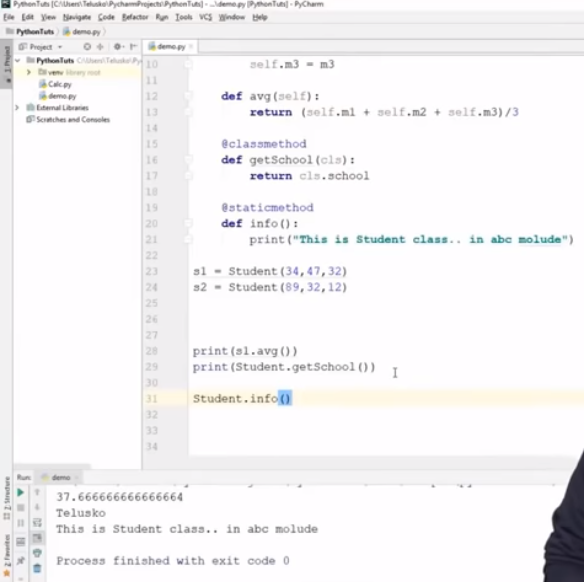 PythonTuts [C:\Users\Telusko\PycharmProjects\PythonTuts] - ...\demo.py [PythonTuts] - PyCharm
File Edit View Navigate Code Refactor Run Tools VCS Window Help
PythonTuts demo.py
Project
demo.py
PythonTuts C:\Users\Telusko\Pyc
venv library root
Calc.py
demo.py
External Libraries
Scratches and Consoles
1: Project
10 self.m3 = m3
11
12 def avg(self):
13 return (self.m1 + self.m2 + self.m3)/3
14
15 @classmethod
16 def getSchool(cls):
17 return cls.school
18
19 @staticmethod
20 def info():
21 print("This is Student class.. in abc molude")
22
23 s1 = Student(34,47,32)
24 s2 = Student(89,32,12)
25
26
27
28 print(s1.avg())
29 print(Student.getSchool())
30
31 Student.info()
32
33
34
Run: demo
37.666666666666664
Telusko
This is Student class.. in abc molude
Process finished with exit code 0
Z: Structure
2: Favorites